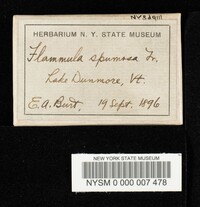 HERBARIUM N. Y. STATE MUSEUM
Flammula spumosa Fr.
Lake Dunmore, Vt.
E.A. Burt. 19 Sept. 1896
NEW YORK STATE MUSEUM
NYSM 0 000 007 478